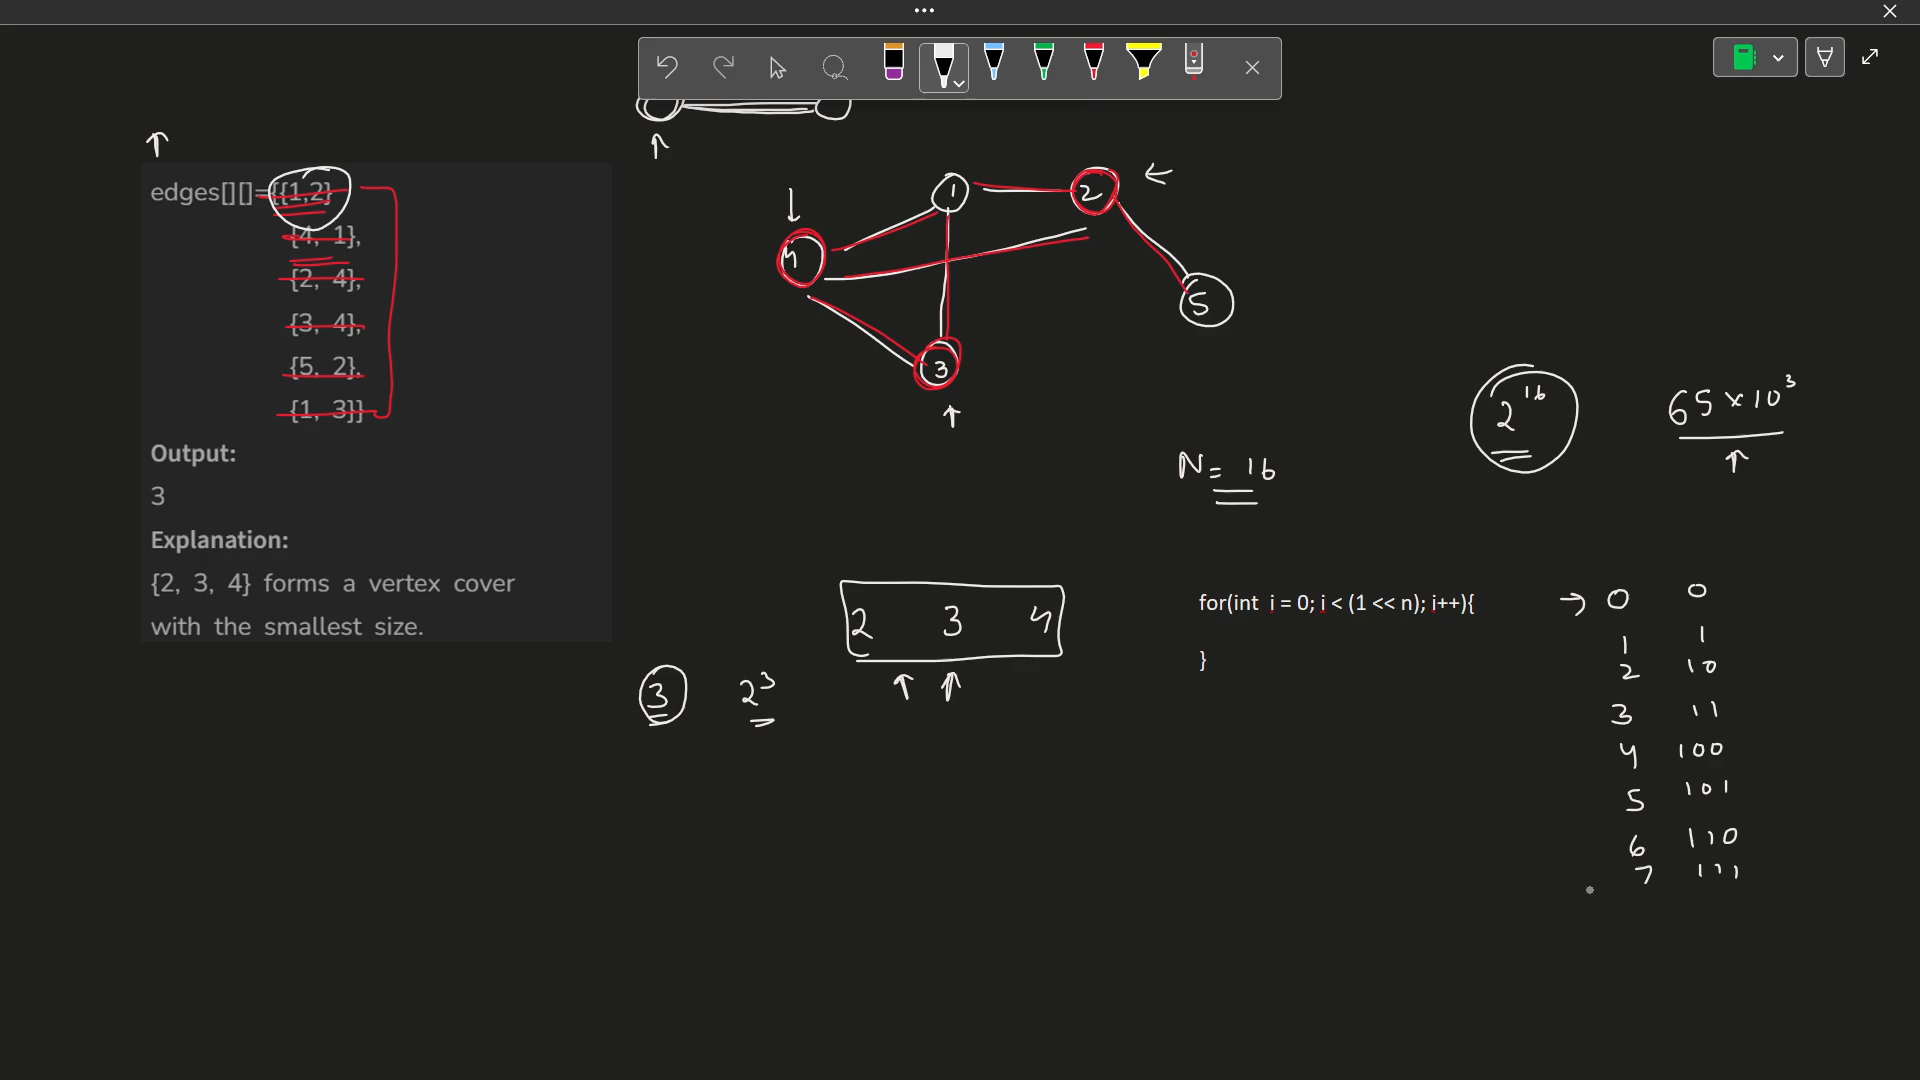 edges[][]={{1,2}
{4, 1},
{2, 4},
{3, 4},
{5, 2},
{1, 3}}
Output:
3
Explanation:
{2, 3, 4} forms a vertex cover
with the smallest size.
1
2
4
3
5
2^16
65 × 10^3
N = 16
2 3 4
3 2^3
for(int i = 0; i < (1 << n); i++){
}
→ 0 0
1 1
2 10
3 11
4 100
5 101
6 110
7 111